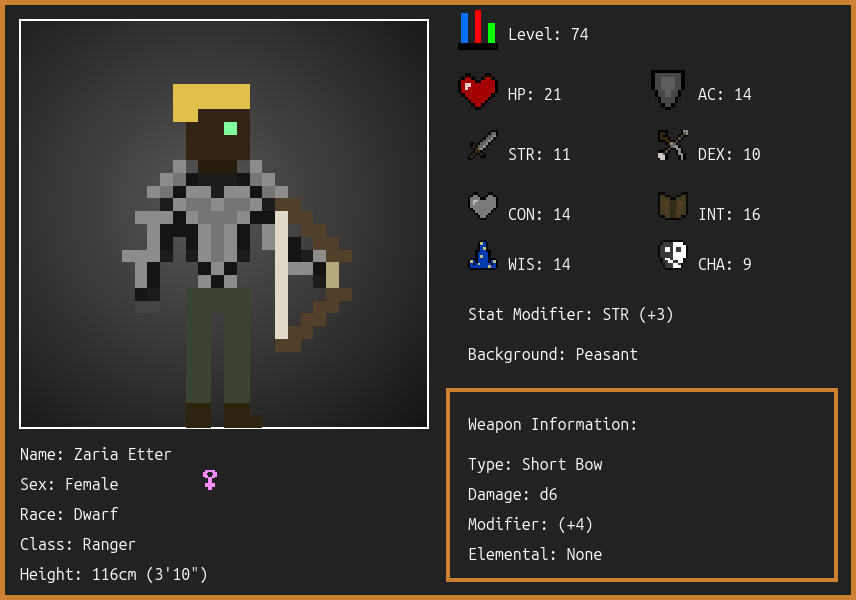 Level: 74
HP: 21
AC: 14
STR: 11
DEX: 10
CON: 14
INT: 16
WIS: 14
CHA: 9
Stat Modifier: STR (+3)
Background: Peasant
Weapon Information:
Type: Short Bow
Damage: d6
Modifier: (+4)
Elemental: None
Name: Zaria Etter
Sex: Female
Race: Dwarf
Class: Ranger
Height: 116cm (3'10")